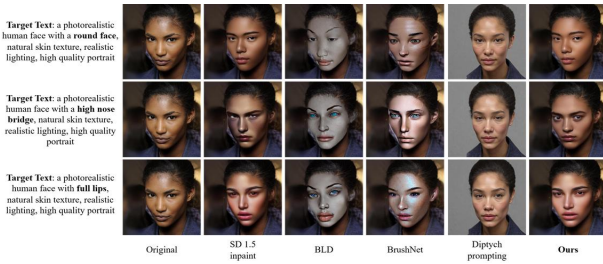 Target Text: a photorealistic
human face with a round face,
natural skin texture, realistic
lighting, high quality portrait
Target Text: a photorealistic
human face with a high nose
bridge, natural skin texture,
realistic lighting, high quality
portrait
Target Text: a photorealistic
human face with full lips,
natural skin texture, realistic
lighting, high quality portrait
Original
SD 1.5
inpaint
BLD
BrushNet
Diptych
prompting
Ours